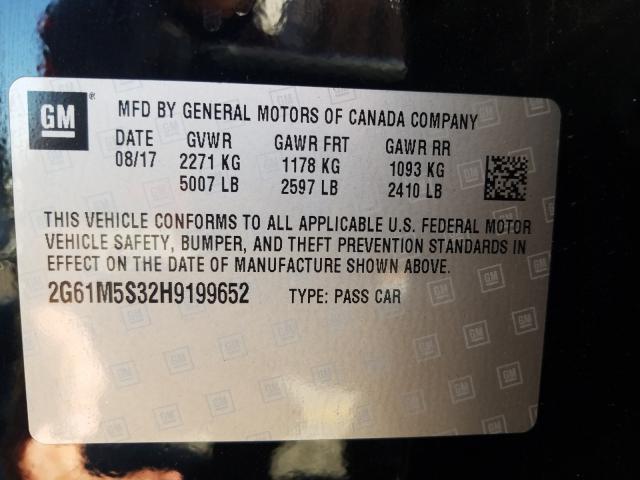 GM ® MFD BY GENERAL MOTORS OF CANADA COMPANY
DATE GVWR GAWR FRT GAWR RR
08/17 2271 KG 1178 KG 1093 KG
5007 LB 2597 LB 2410 LB
THIS VEHICLE CONFORMS TO ALL APPLICABLE U.S. FEDERAL MOTOR
VEHICLE SAFETY, BUMPER, AND THEFT PREVENTION STANDARDS IN
EFFECT ON THE DATE OF MANUFACTURE SHOWN ABOVE.
2G61M5S32H9199652 TYPE: PASS CAR